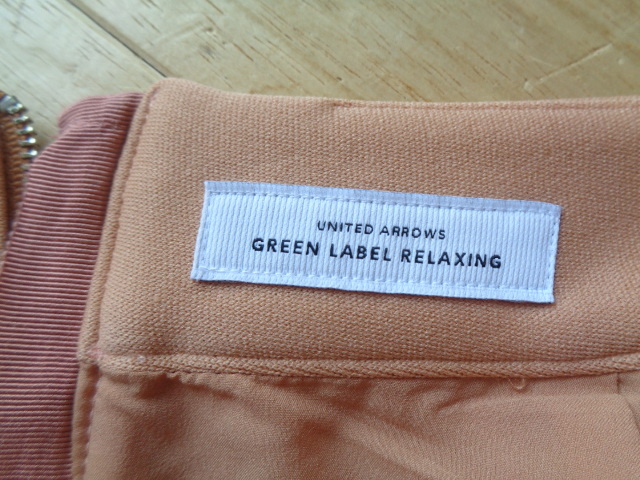 UNITED ARROWS
GREEN LABEL RELAXING